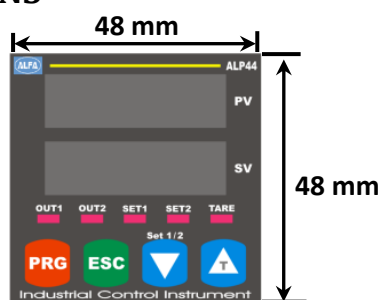 48 mm
ALFA
ALP44
PV
SV
48 mm
OUT1 OUT2 SET1 SET2 TARE
Set 1/2
PRG ESC T
Industrial Control Instrument